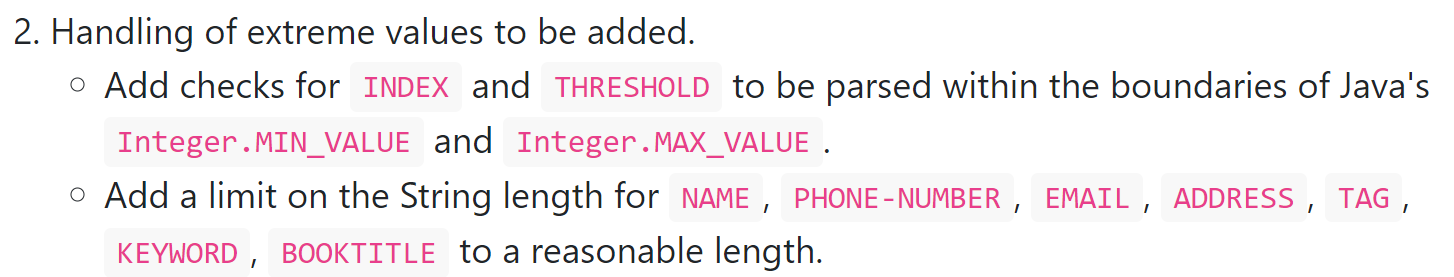 2. Handling of extreme values to be added.
○ Add checks for INDEX and THRESHOLD to be parsed within the boundaries of Java's
Integer.MIN_VALUE and Integer.MAX_VALUE.
○ Add a limit on the String length for NAME, PHONE-NUMBER, EMAIL, ADDRESS, TAG,
KEYWORD, BOOKTITLE to a reasonable length.